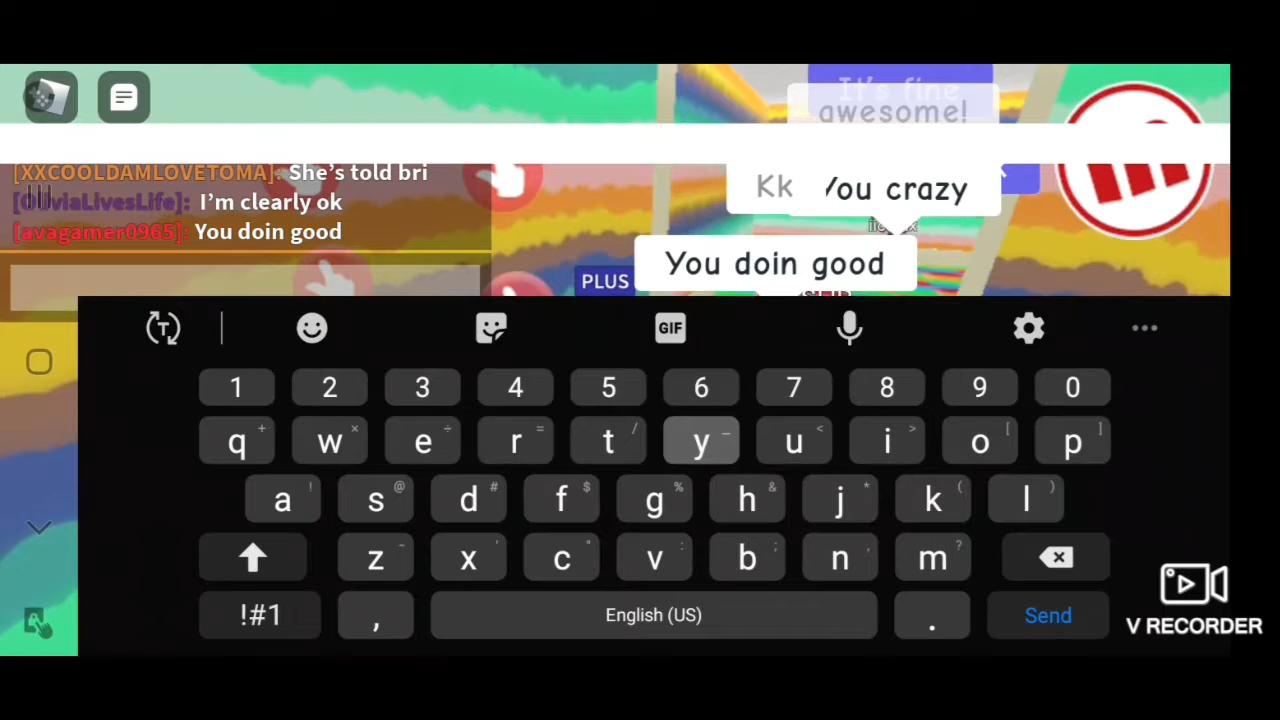 It's fine
awesome!
[XXCOOLDAMLOVETOMA]: She's told bri
[OliviaLivesLife]: I'm clearly ok
[avagamer0965]: You doin good
Kk
You crazy
You doin good
PLUS
GIF
1 2 3 4 5 6 7 8 9 0
q + w × e ÷ r = t / y _ u < i > o [ p ]
a ! s @ d # f $ g % h & j * k ( l )
z - x ' c " v : b ; n , m ?
!#1 , English (US) . Send
V RECORDER